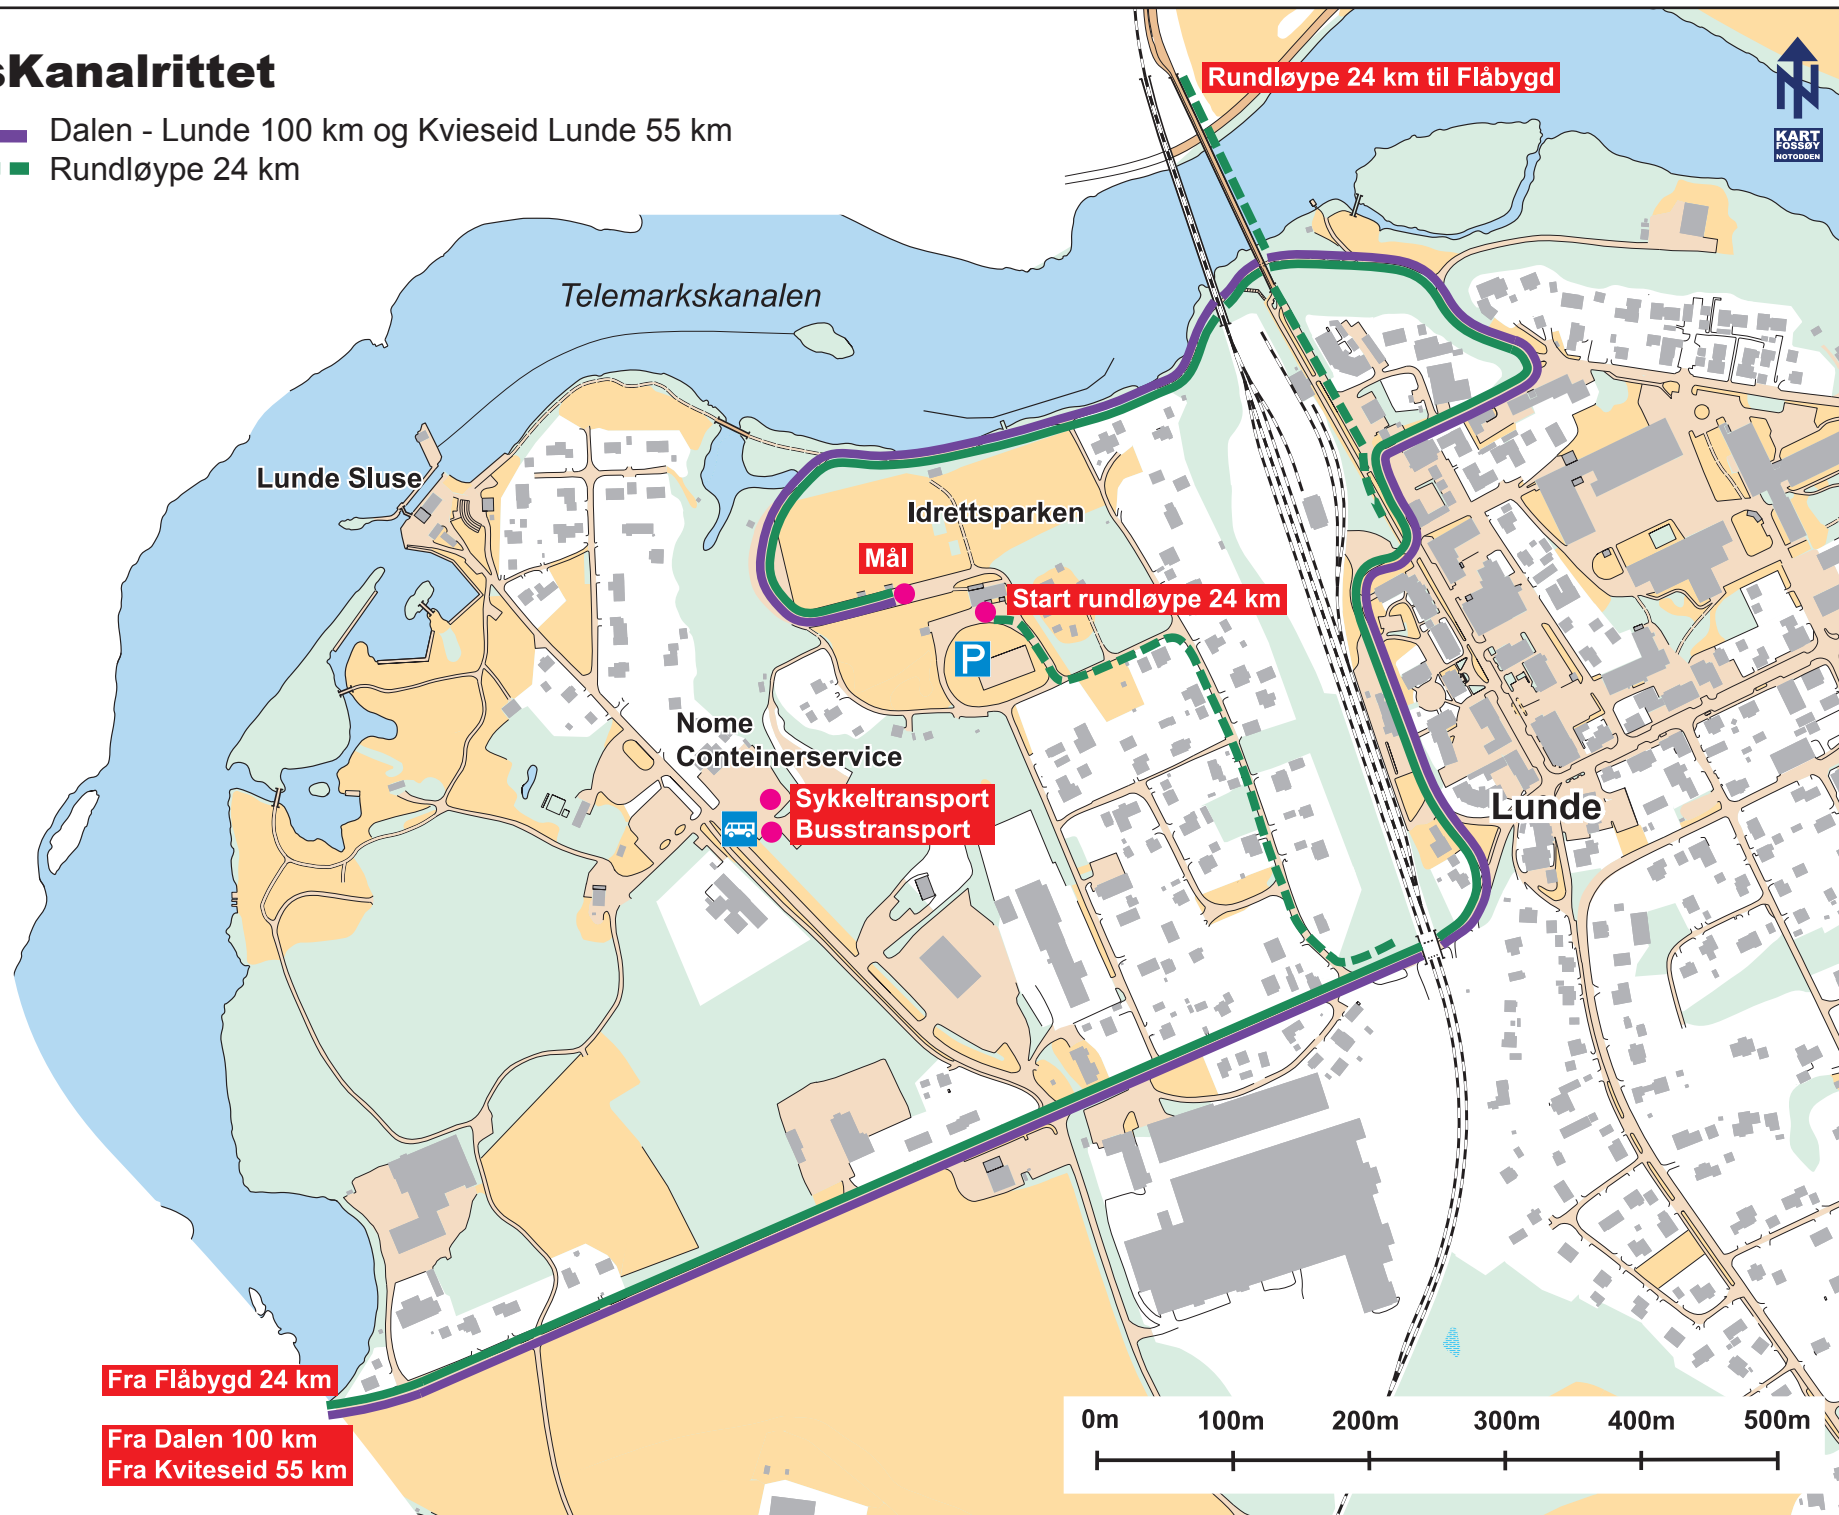 sKanalrittet
Dalen - Lunde 100 km og Kvieseid Lunde 55 km
Rundløype 24 km
Rundløype 24 km til Flåbygd
N
KART
FOSSØY
NOTODDEN
Telemarkskanalen
Lunde Sluse
Idrettsparken
Mål
Start rundløype 24 km
P
Nome
Conteinerservice
Sykkeltransport
Busstransport
Lunde
Fra Flåbygd 24 km
Fra Dalen 100 km
Fra Kviteseid 55 km
0m 100m 200m 300m 400m 500m